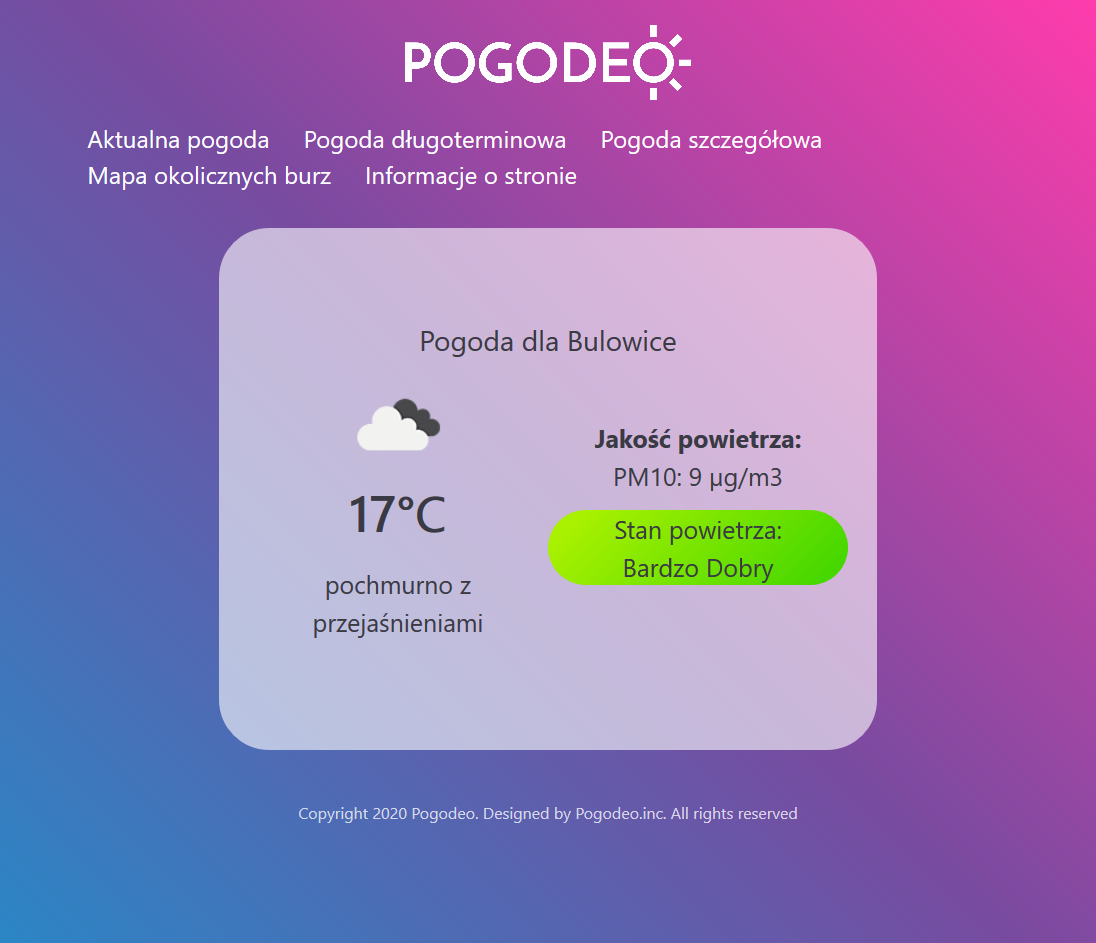 POGODEO
Aktualna pogoda Pogoda długoterminowa Pogoda szczegółowa
Mapa okolicznych burz Informacje o stronie
Pogoda dla Bulowice
17°C
pochmurno z
przejaśnieniami
Jakość powietrza:
PM10: 9 µg/m3
Stan powietrza:
Bardzo Dobry
Copyright 2020 Pogodeo. Designed by Pogodeo.inc. All rights reserved